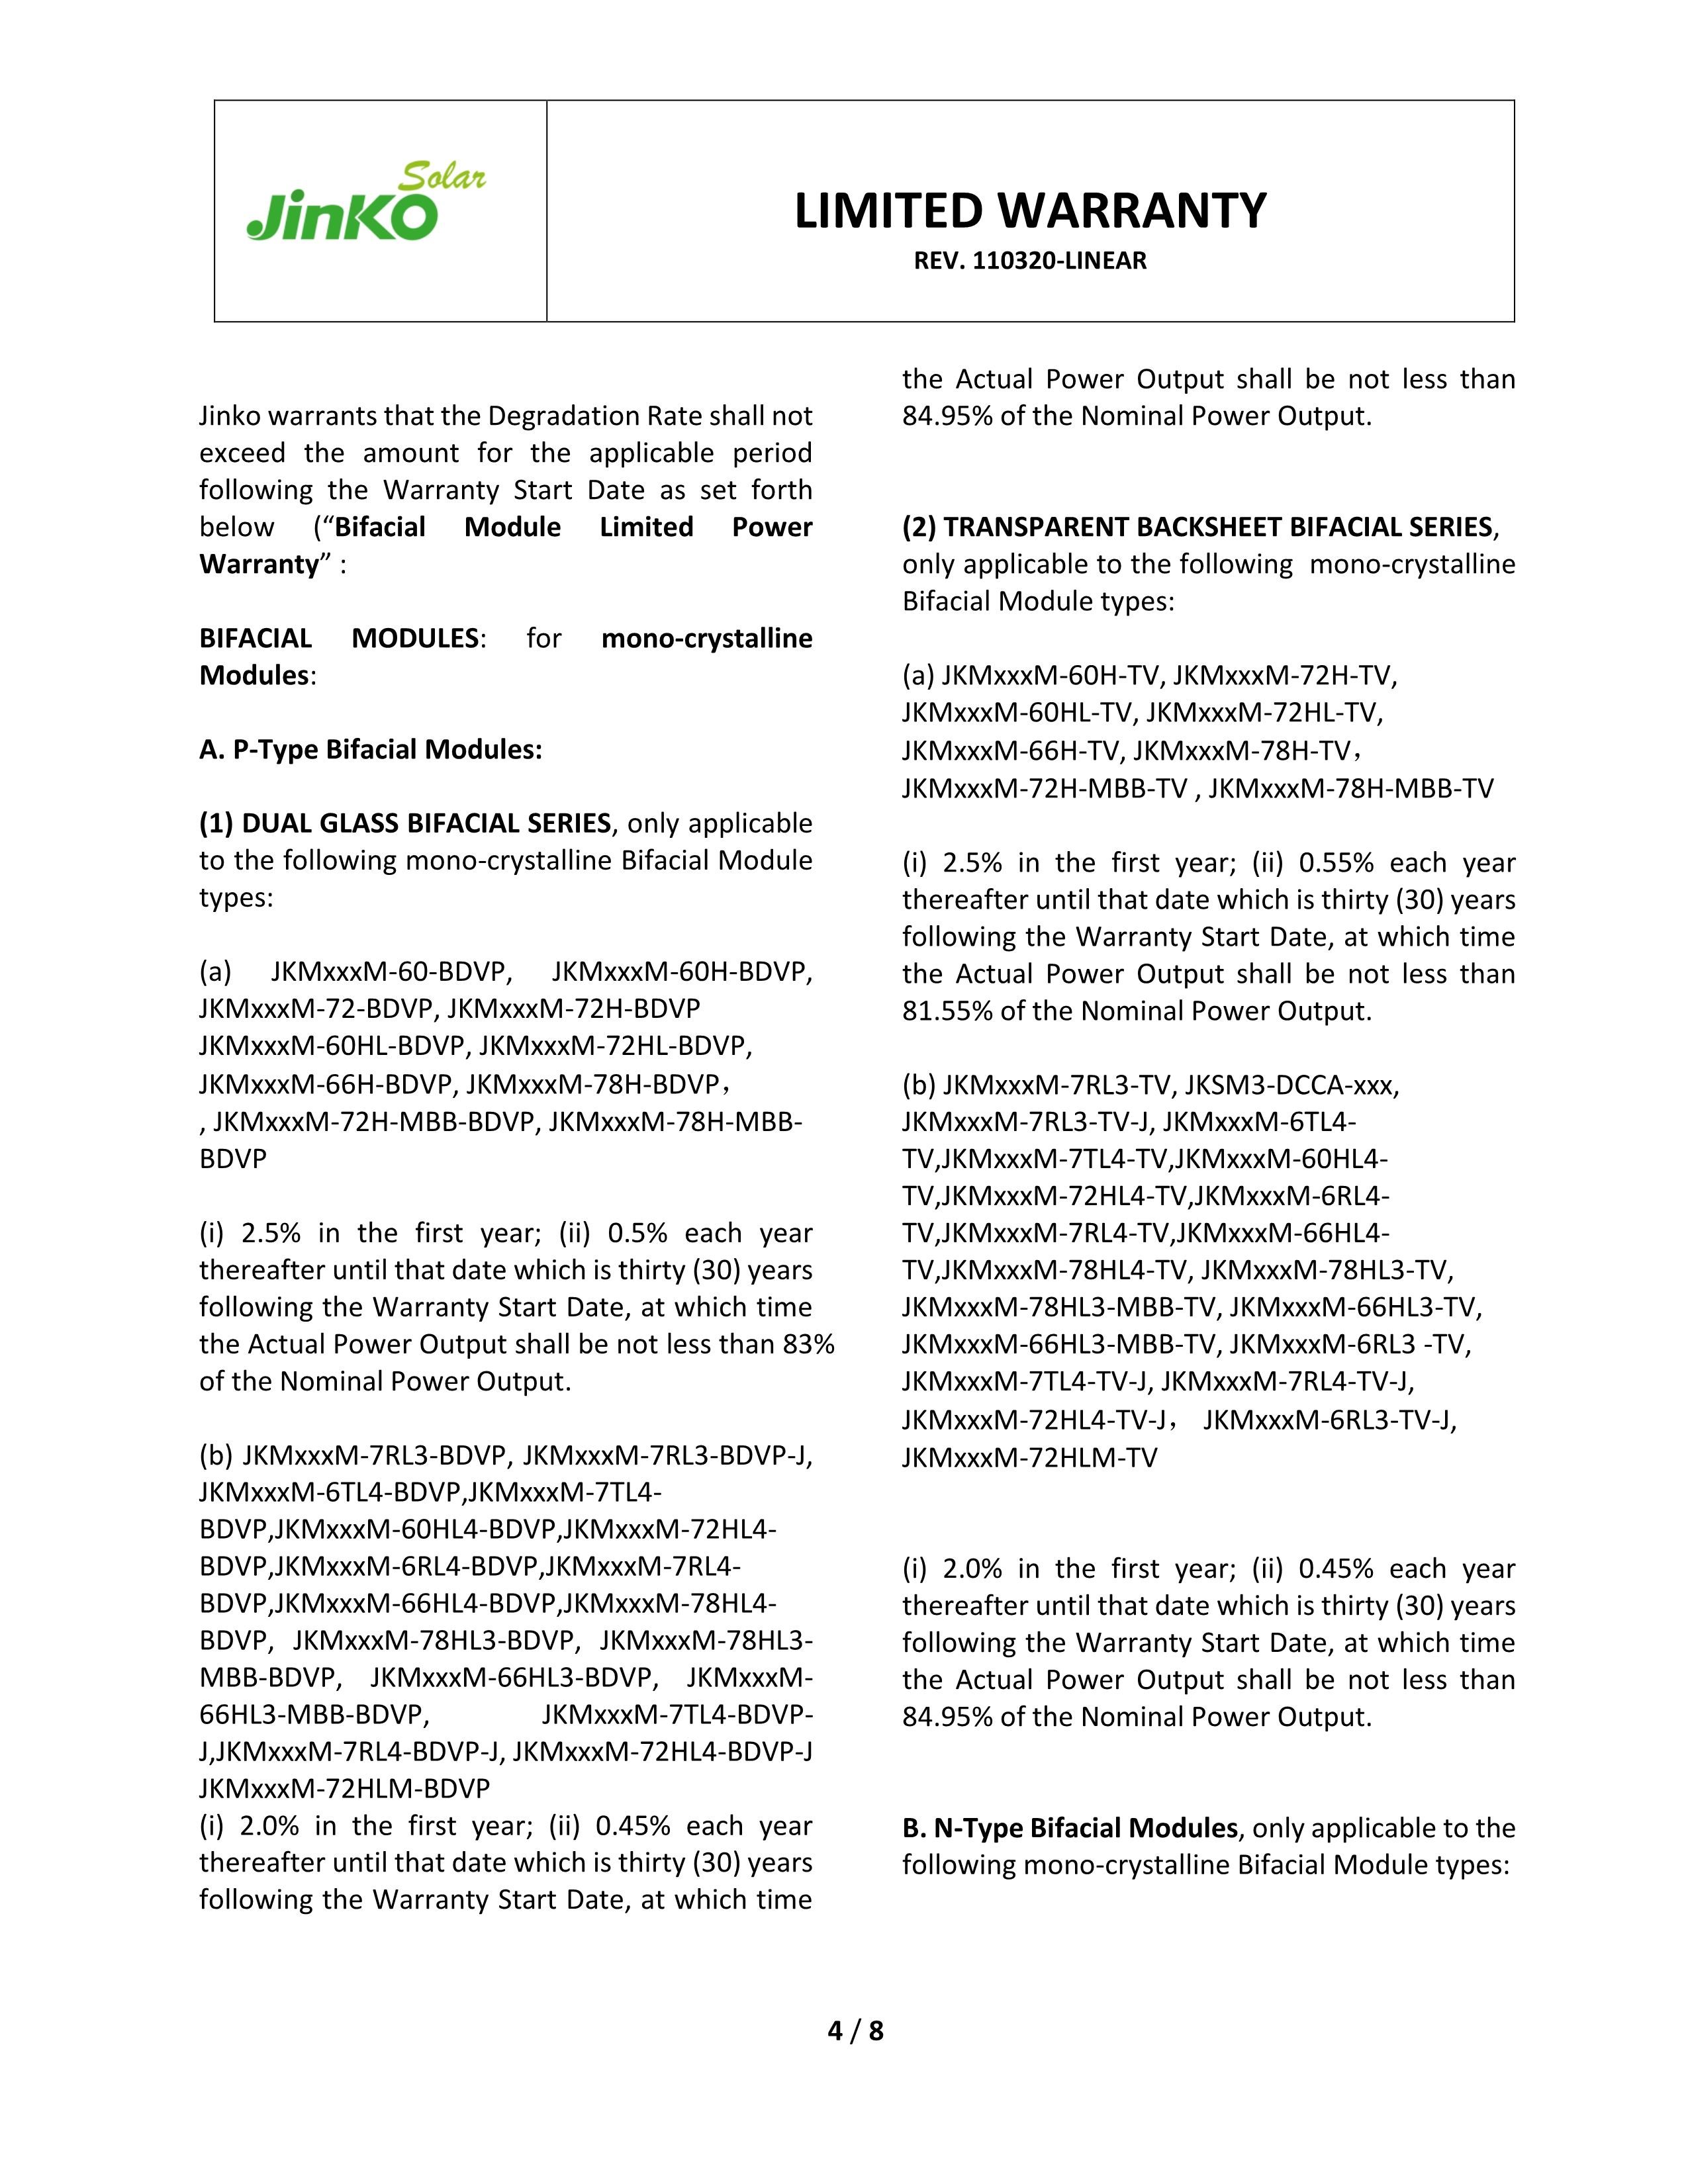 Solar
JinKO
LIMITED WARRANTY
REV. 110320-LINEAR
Jinko warrants that the Degradation Rate shall not
exceed the amount for the applicable period
following the Warranty Start Date as set forth
below (“Bifacial Module Limited Power
Warranty” :
BIFACIAL MODULES: for mono-crystalline
Modules:
A. P-Type Bifacial Modules:
(1) DUAL GLASS BIFACIAL SERIES, only applicable
to the following mono-crystalline Bifacial Module
types:
(a) JKMxxxM-60-BDVP, JKMxxxM-60H-BDVP,
JKMxxxM-72-BDVP, JKMxxxM-72H-BDVP
JKMxxxM-60HL-BDVP, JKMxxxM-72HL-BDVP,
JKMxxxM-66H-BDVP, JKMxxxM-78H-BDVP，
, JKMxxxM-72H-MBB-BDVP, JKMxxxM-78H-MBB-
BDVP
(i) 2.5% in the first year; (ii) 0.5% each year
thereafter until that date which is thirty (30) years
following the Warranty Start Date, at which time
the Actual Power Output shall be not less than 83%
of the Nominal Power Output.
(b) JKMxxxM-7RL3-BDVP, JKMxxxM-7RL3-BDVP-J,
JKMxxxM-6TL4-BDVP,JKMxxxM-7TL4-
BDVP,JKMxxxM-60HL4-BDVP,JKMxxxM-72HL4-
BDVP,JKMxxxM-6RL4-BDVP,JKMxxxM-7RL4-
BDVP,JKMxxxM-66HL4-BDVP,JKMxxxM-78HL4-
BDVP, JKMxxxM-78HL3-BDVP, JKMxxxM-78HL3-
MBB-BDVP, JKMxxxM-66HL3-BDVP, JKMxxxM-
66HL3-MBB-BDVP, JKMxxxM-7TL4-BDVP-
J,JKMxxxM-7RL4-BDVP-J, JKMxxxM-72HL4-BDVP-J
JKMxxxM-72HLM-BDVP
(i) 2.0% in the first year; (ii) 0.45% each year
thereafter until that date which is thirty (30) years
following the Warranty Start Date, at which time
the Actual Power Output shall be not less than
84.95% of the Nominal Power Output.
(2) TRANSPARENT BACKSHEET BIFACIAL SERIES,
only applicable to the following mono-crystalline
Bifacial Module types:
(a) JKMxxxM-60H-TV, JKMxxxM-72H-TV,
JKMxxxM-60HL-TV, JKMxxxM-72HL-TV,
JKMxxxM-66H-TV, JKMxxxM-78H-TV，
JKMxxxM-72H-MBB-TV , JKMxxxM-78H-MBB-TV
(i) 2.5% in the first year; (ii) 0.55% each year
thereafter until that date which is thirty (30) years
following the Warranty Start Date, at which time
the Actual Power Output shall be not less than
81.55% of the Nominal Power Output.
(b) JKMxxxM-7RL3-TV, JKSM3-DCCA-xxx,
JKMxxxM-7RL3-TV-J, JKMxxxM-6TL4-
TV,JKMxxxM-7TL4-TV,JKMxxxM-60HL4-
TV,JKMxxxM-72HL4-TV,JKMxxxM-6RL4-
TV,JKMxxxM-7RL4-TV,JKMxxxM-66HL4-
TV,JKMxxxM-78HL4-TV, JKMxxxM-78HL3-TV,
JKMxxxM-78HL3-MBB-TV, JKMxxxM-66HL3-TV,
JKMxxxM-66HL3-MBB-TV, JKMxxxM-6RL3 -TV,
JKMxxxM-7TL4-TV-J, JKMxxxM-7RL4-TV-J,
JKMxxxM-72HL4-TV-J， JKMxxxM-6RL3-TV-J,
JKMxxxM-72HLM-TV
(i) 2.0% in the first year; (ii) 0.45% each year
thereafter until that date which is thirty (30) years
following the Warranty Start Date, at which time
the Actual Power Output shall be not less than
84.95% of the Nominal Power Output.
B. N-Type Bifacial Modules, only applicable to the
following mono-crystalline Bifacial Module types:
4 / 8